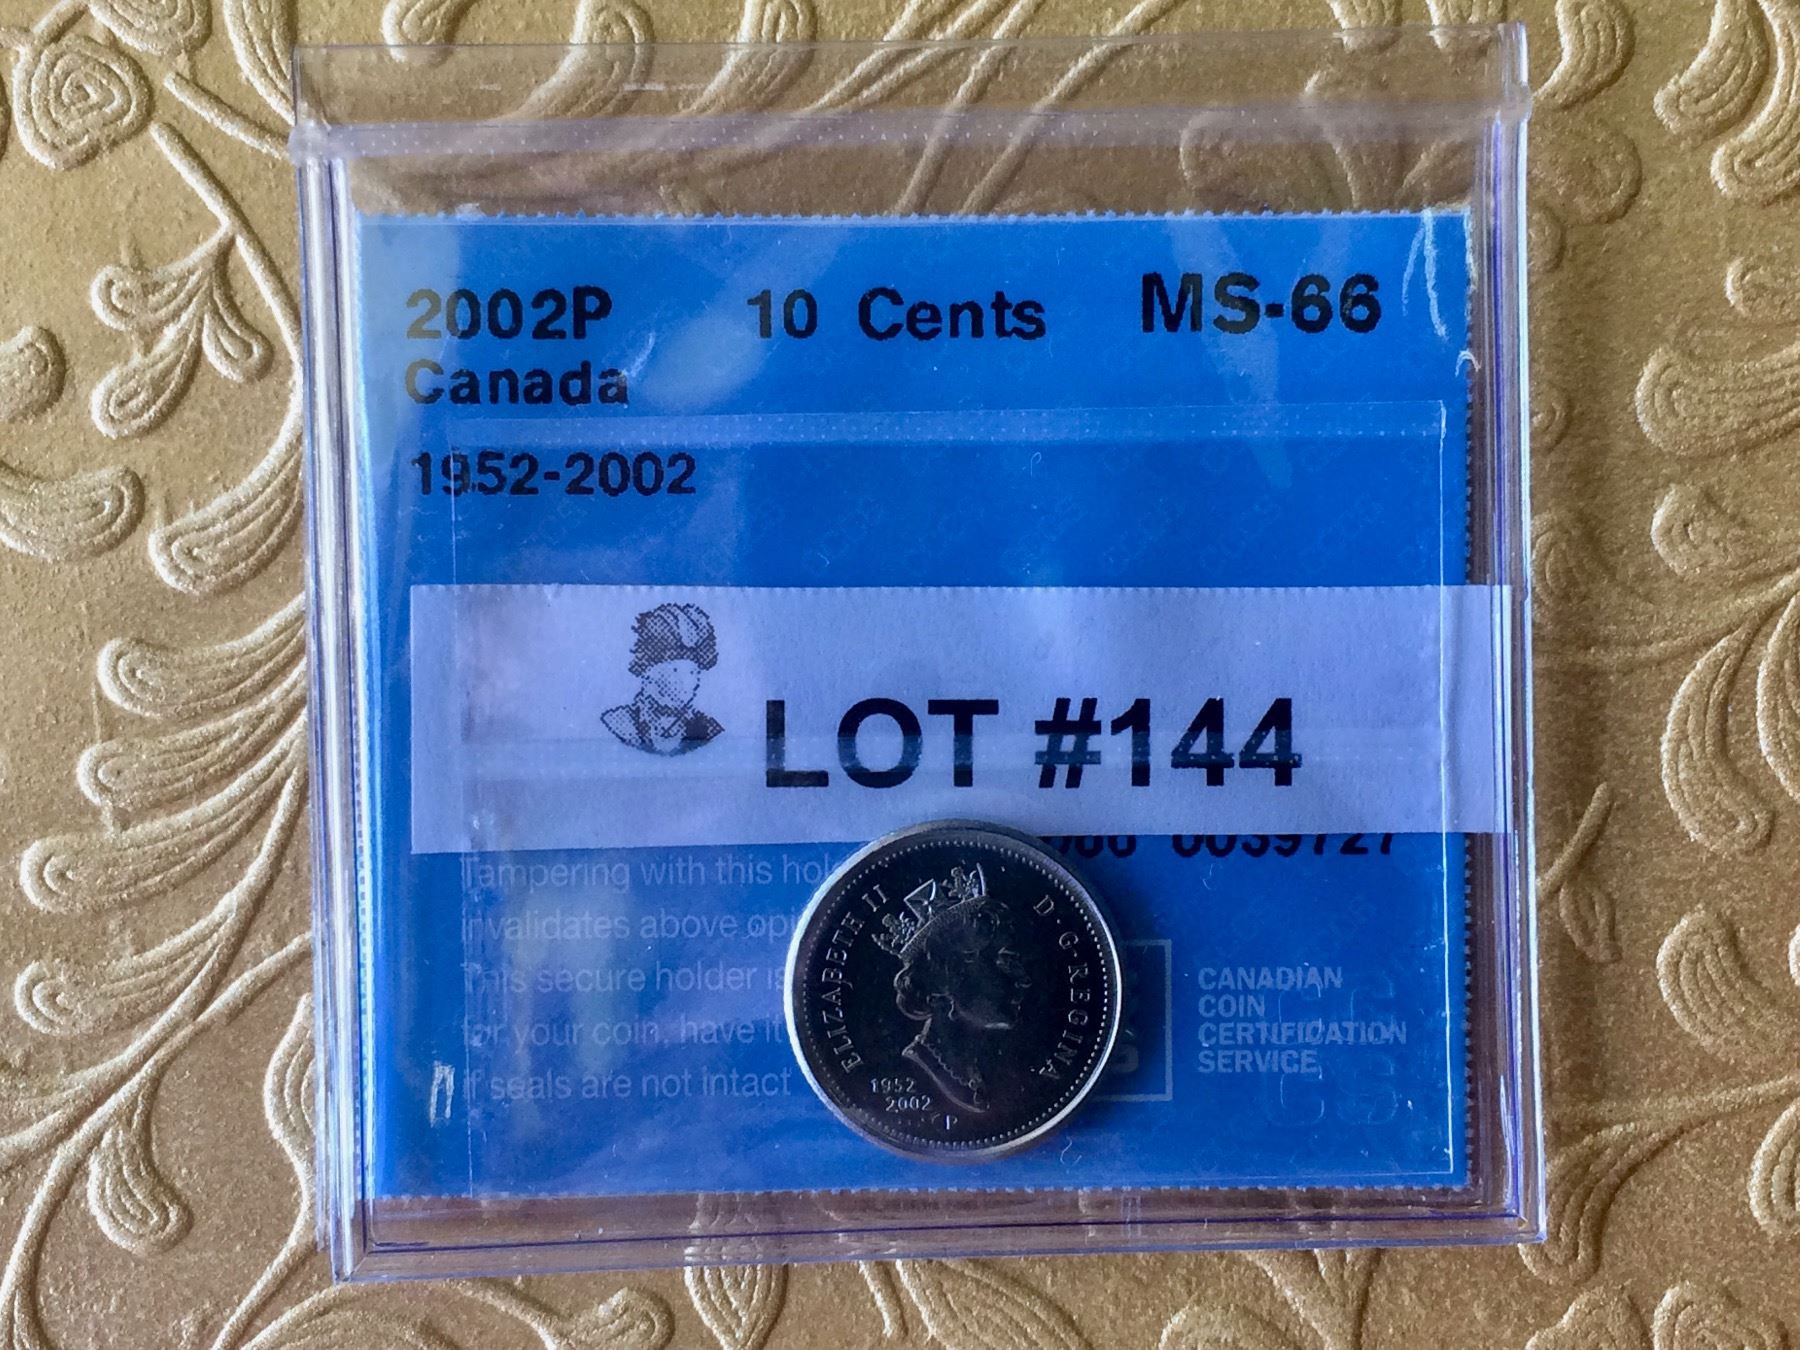 2002P 10 Cents MS-66
Canada
1952-2002
LOT #144
0039727
Tampering with this
invalidates above
This secure holder is
for your coin, have it
if seals are not intact
CANADIAN
COIN
CERTIFICATION
SERVICE
ELIZABETH II D·G·REGINA
1952
2002
P